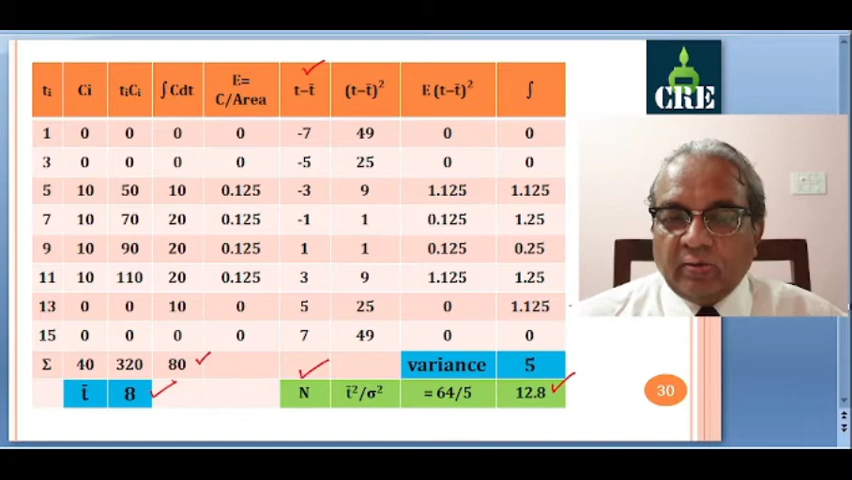 tᵢ Ci tᵢCᵢ ∫Cdt E= C/Area t−t̄ (t−t̄)² E (t−t̄)² ∫
1 0 0 0 0 -7 49 0 0
3 0 0 0 0 -5 25 0 0
5 10 50 10 0.125 -3 9 1.125 1.125
7 10 70 20 0.125 -1 1 0.125 1.25
9 10 90 20 0.125 1 1 0.125 0.25
11 10 110 20 0.125 3 9 1.125 1.25
13 0 0 10 0 5 25 0 1.125
15 0 0 0 0 7 49 0 0
Σ 40 320 80 variance 5
t̄ 8 N t̄²/σ² = 64/5 12.8
CRE
30